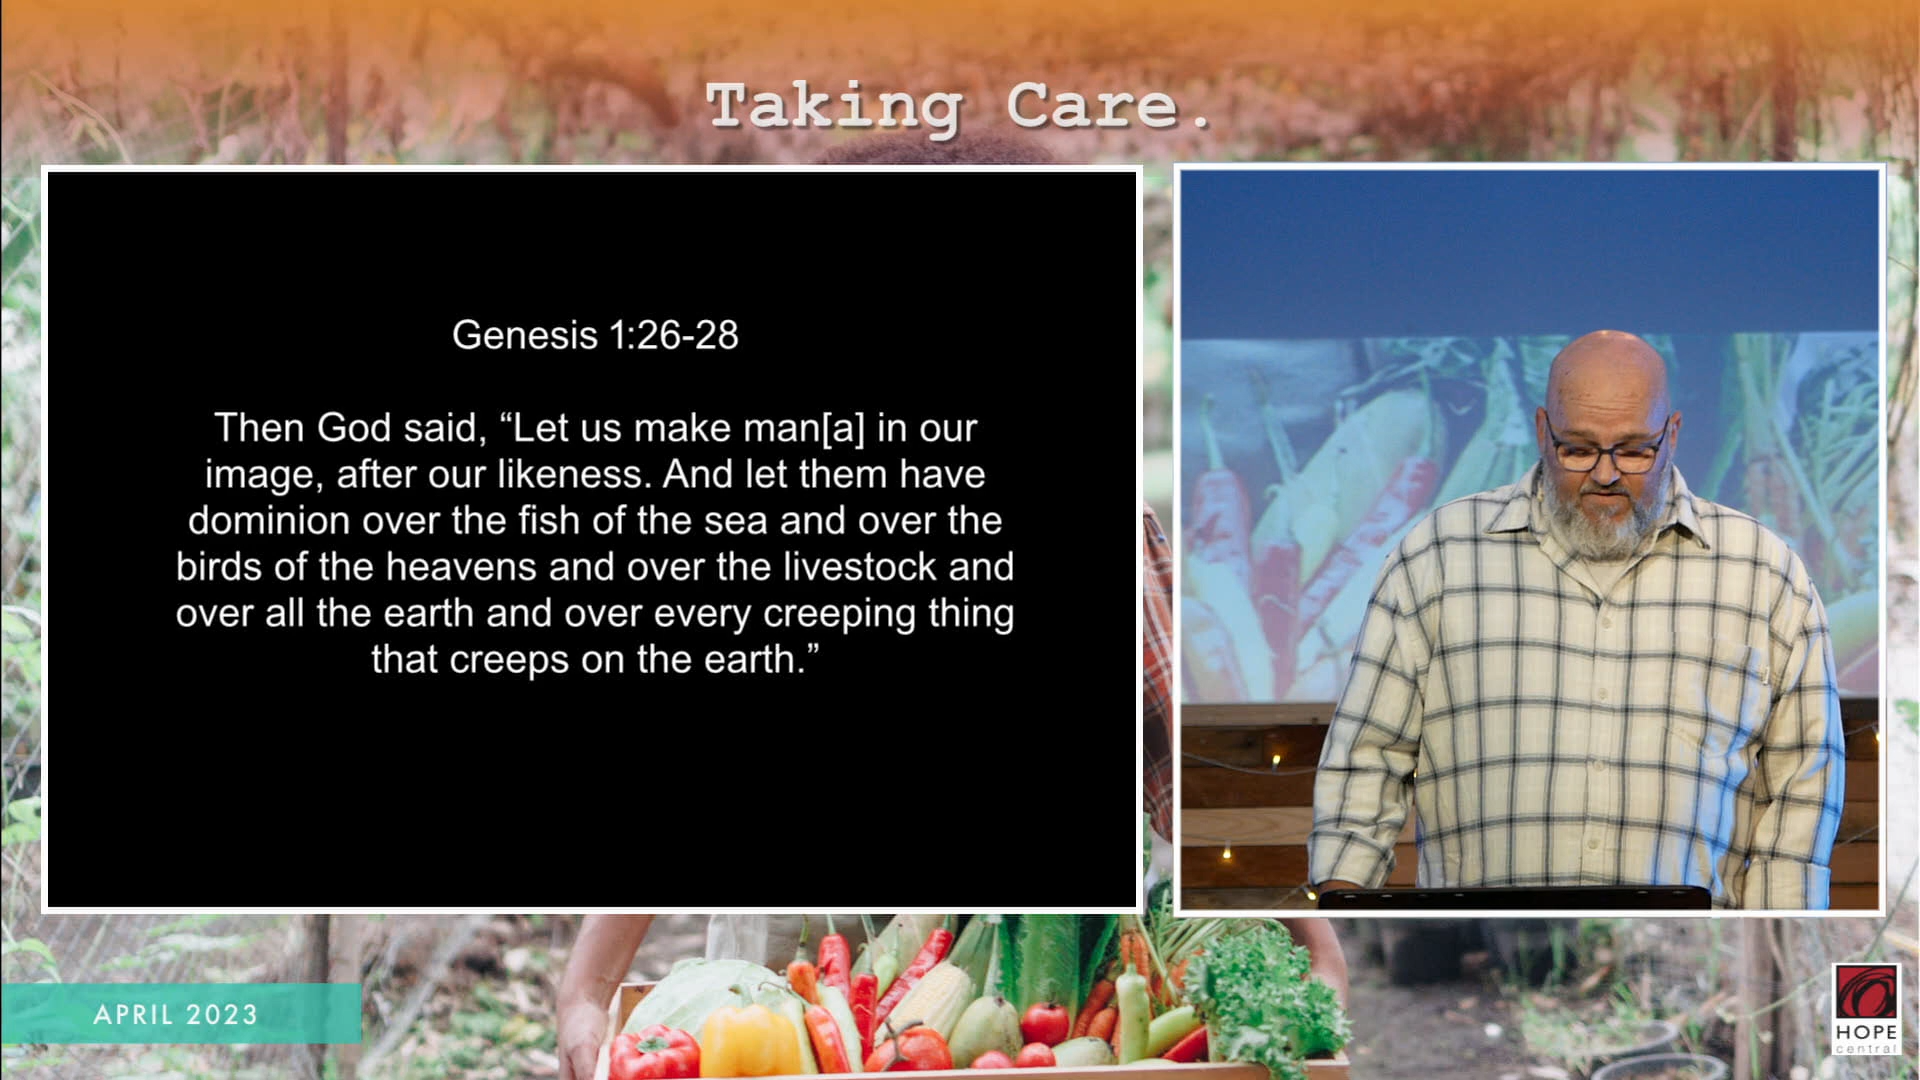 Taking Care.
Genesis 1:26-28
Then God said, “Let us make man[a] in our
image, after our likeness. And let them have
dominion over the fish of the sea and over the
birds of the heavens and over the livestock and
over all the earth and over every creeping thing
that creeps on the earth.”
APRIL 2023
HOPE
central